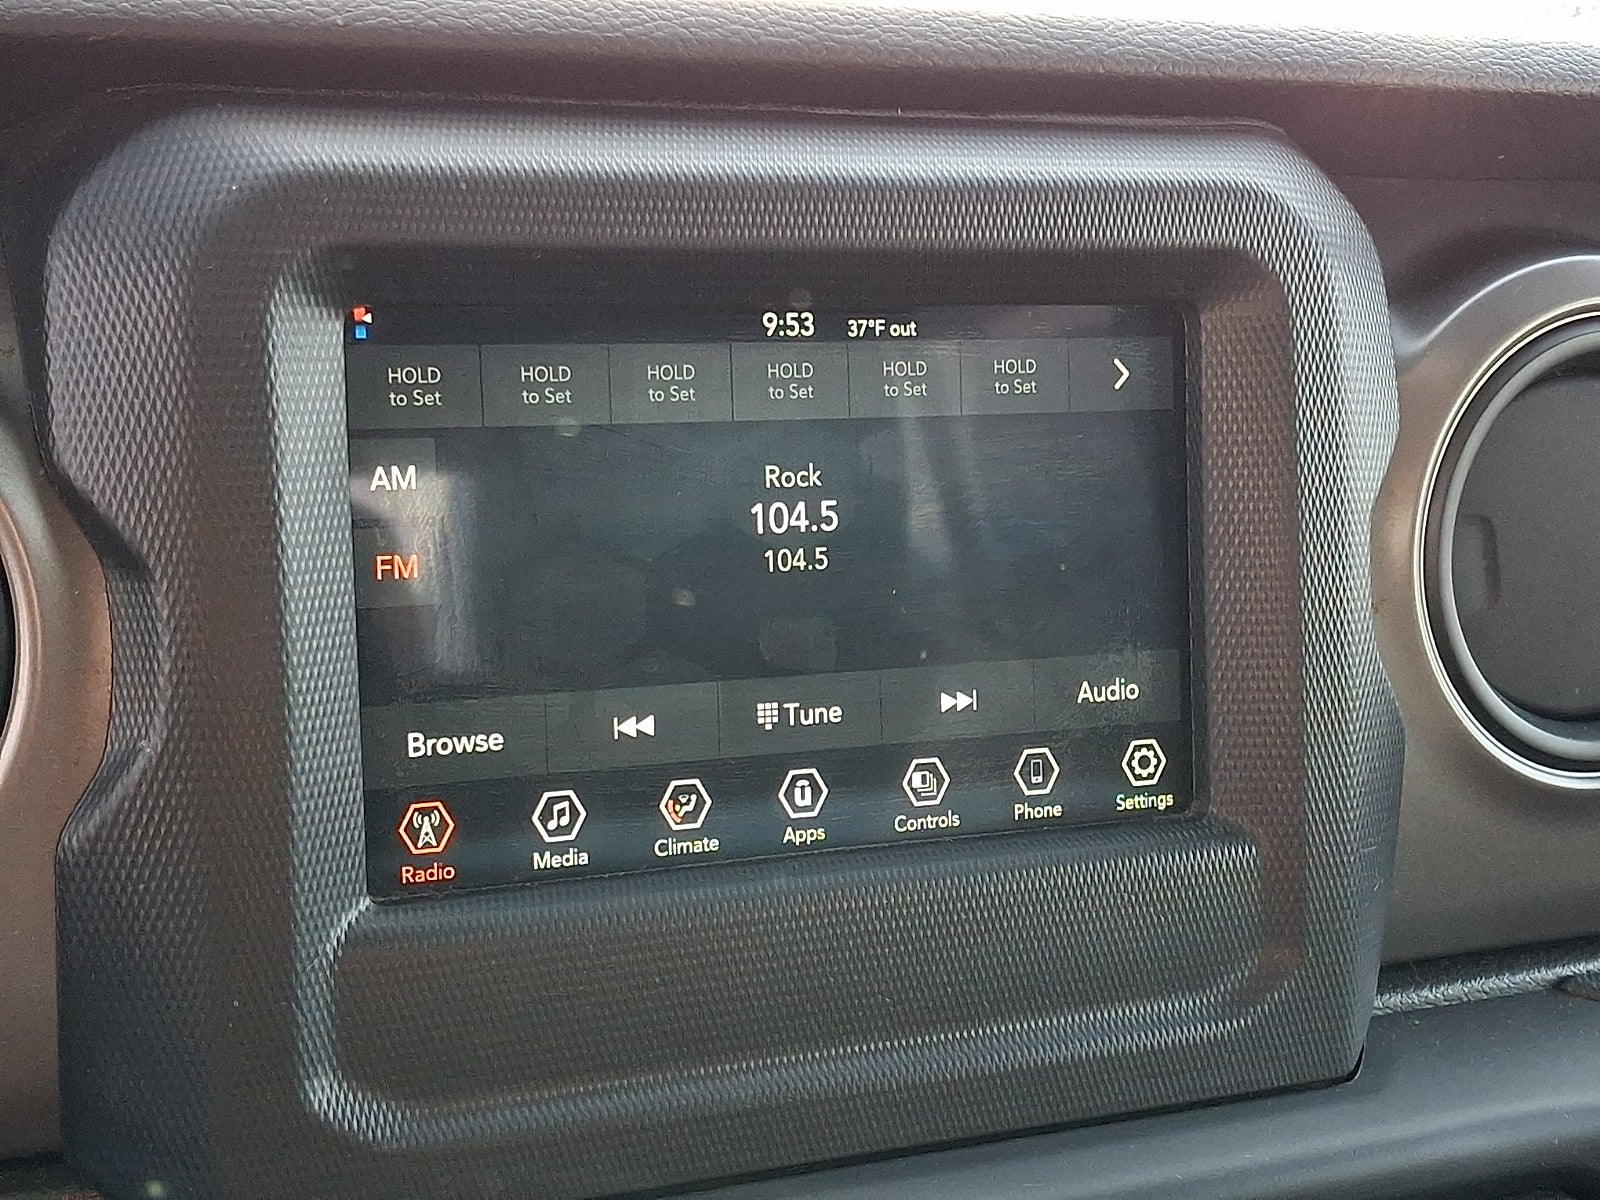 9:53 37°F out
HOLD to Set
HOLD to Set
HOLD to Set
HOLD to Set
HOLD to Set
HOLD to Set
AM
Rock
104.5
104.5
FM
Browse Tune Audio
Radio Media Climate Apps Controls Phone Settings